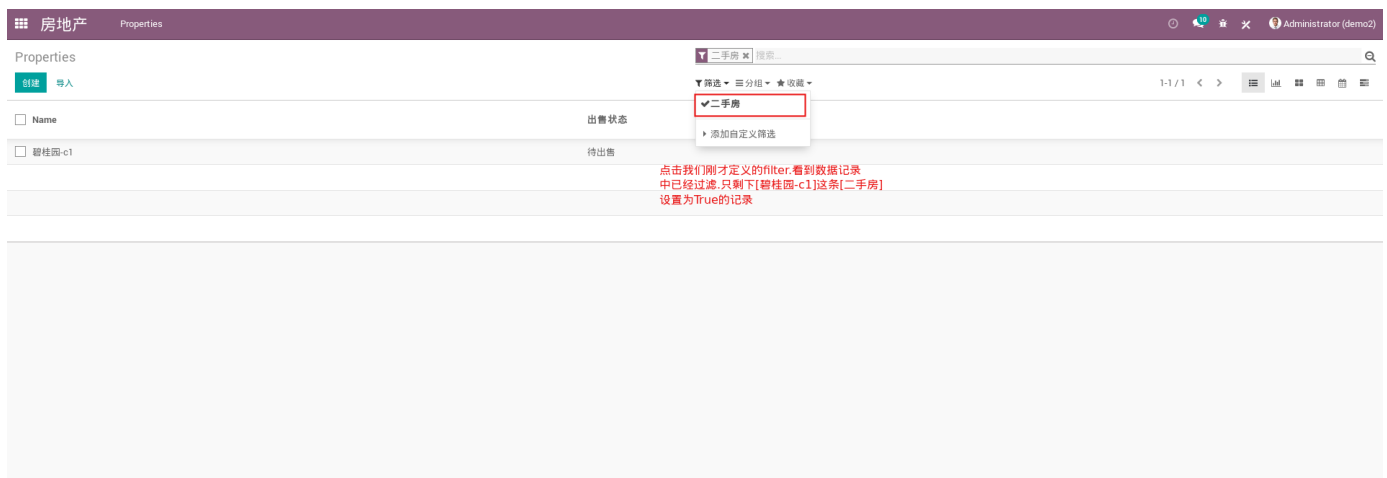 房地产 Properties 10 Administrator (demo2)
Properties
二手房 搜索...
创建 导入 筛选 分组 收藏 1-1 / 1
二手房
添加自定义筛选
Name 出售状态
碧桂园-c1 待出售
点击我们刚才定义的filter.看到数据记录
中已经过滤.只剩下[碧桂园-c1]这条[二手房]
设置为True的记录